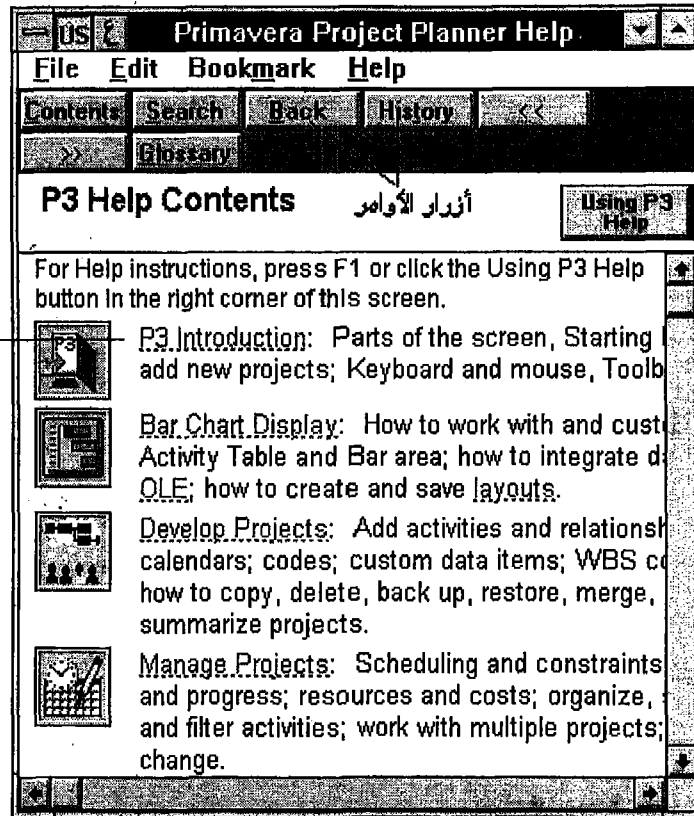 US Primavera Project Planner Help
File Edit Bookmark Help
Contents Search Back History <<
>> Glossary
P3 Help Contents أزرار الأوامر Using P3 Help
For Help instructions, press F1 or click the Using P3 Help
button in the right corner of this screen.
P3
P3 Introduction: Parts of the screen, Starting
add new projects; Keyboard and mouse, Toolb
Bar Chart Display: How to work with and cust
Activity Table and Bar area; how to integrate d
OLE; how to create and save layouts.
Develop Projects: Add activities and relationsh
calendars; codes; custom data items; WBS c
how to copy, delete, back up, restore, merge,
summarize projects.
Manage Projects: Scheduling and constraints
and progress; resources and costs; organize,
and filter activities; work with multiple projects;
change.